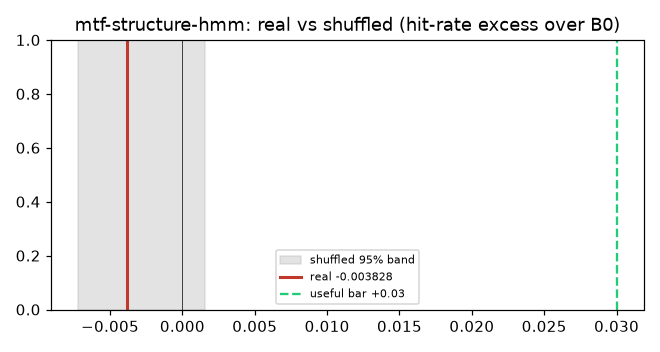 mtf-structure-hmm: real vs shuffled (hit-rate excess over B0)
1.0
0.8
0.6
0.4
0.2
0.0
shuffled 95% band
real -0.003828
useful bar +0.03
−0.005 0.000 0.005 0.010 0.015 0.020 0.025 0.030